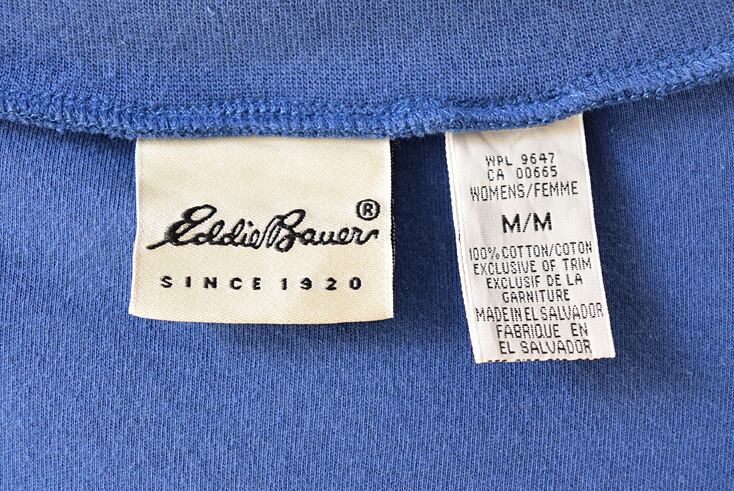 Eddie Bauer®
SINCE 1920
WPL 9647
CA 00665
WOMENS/FEMME
M/M
100% COTTON/COTON
EXCLUSIVE OF TRIM
EXCLUSIF DE LA
GARNITURE
MADE IN EL SALVADOR
FABRIQUE EN
EL SALVADOR